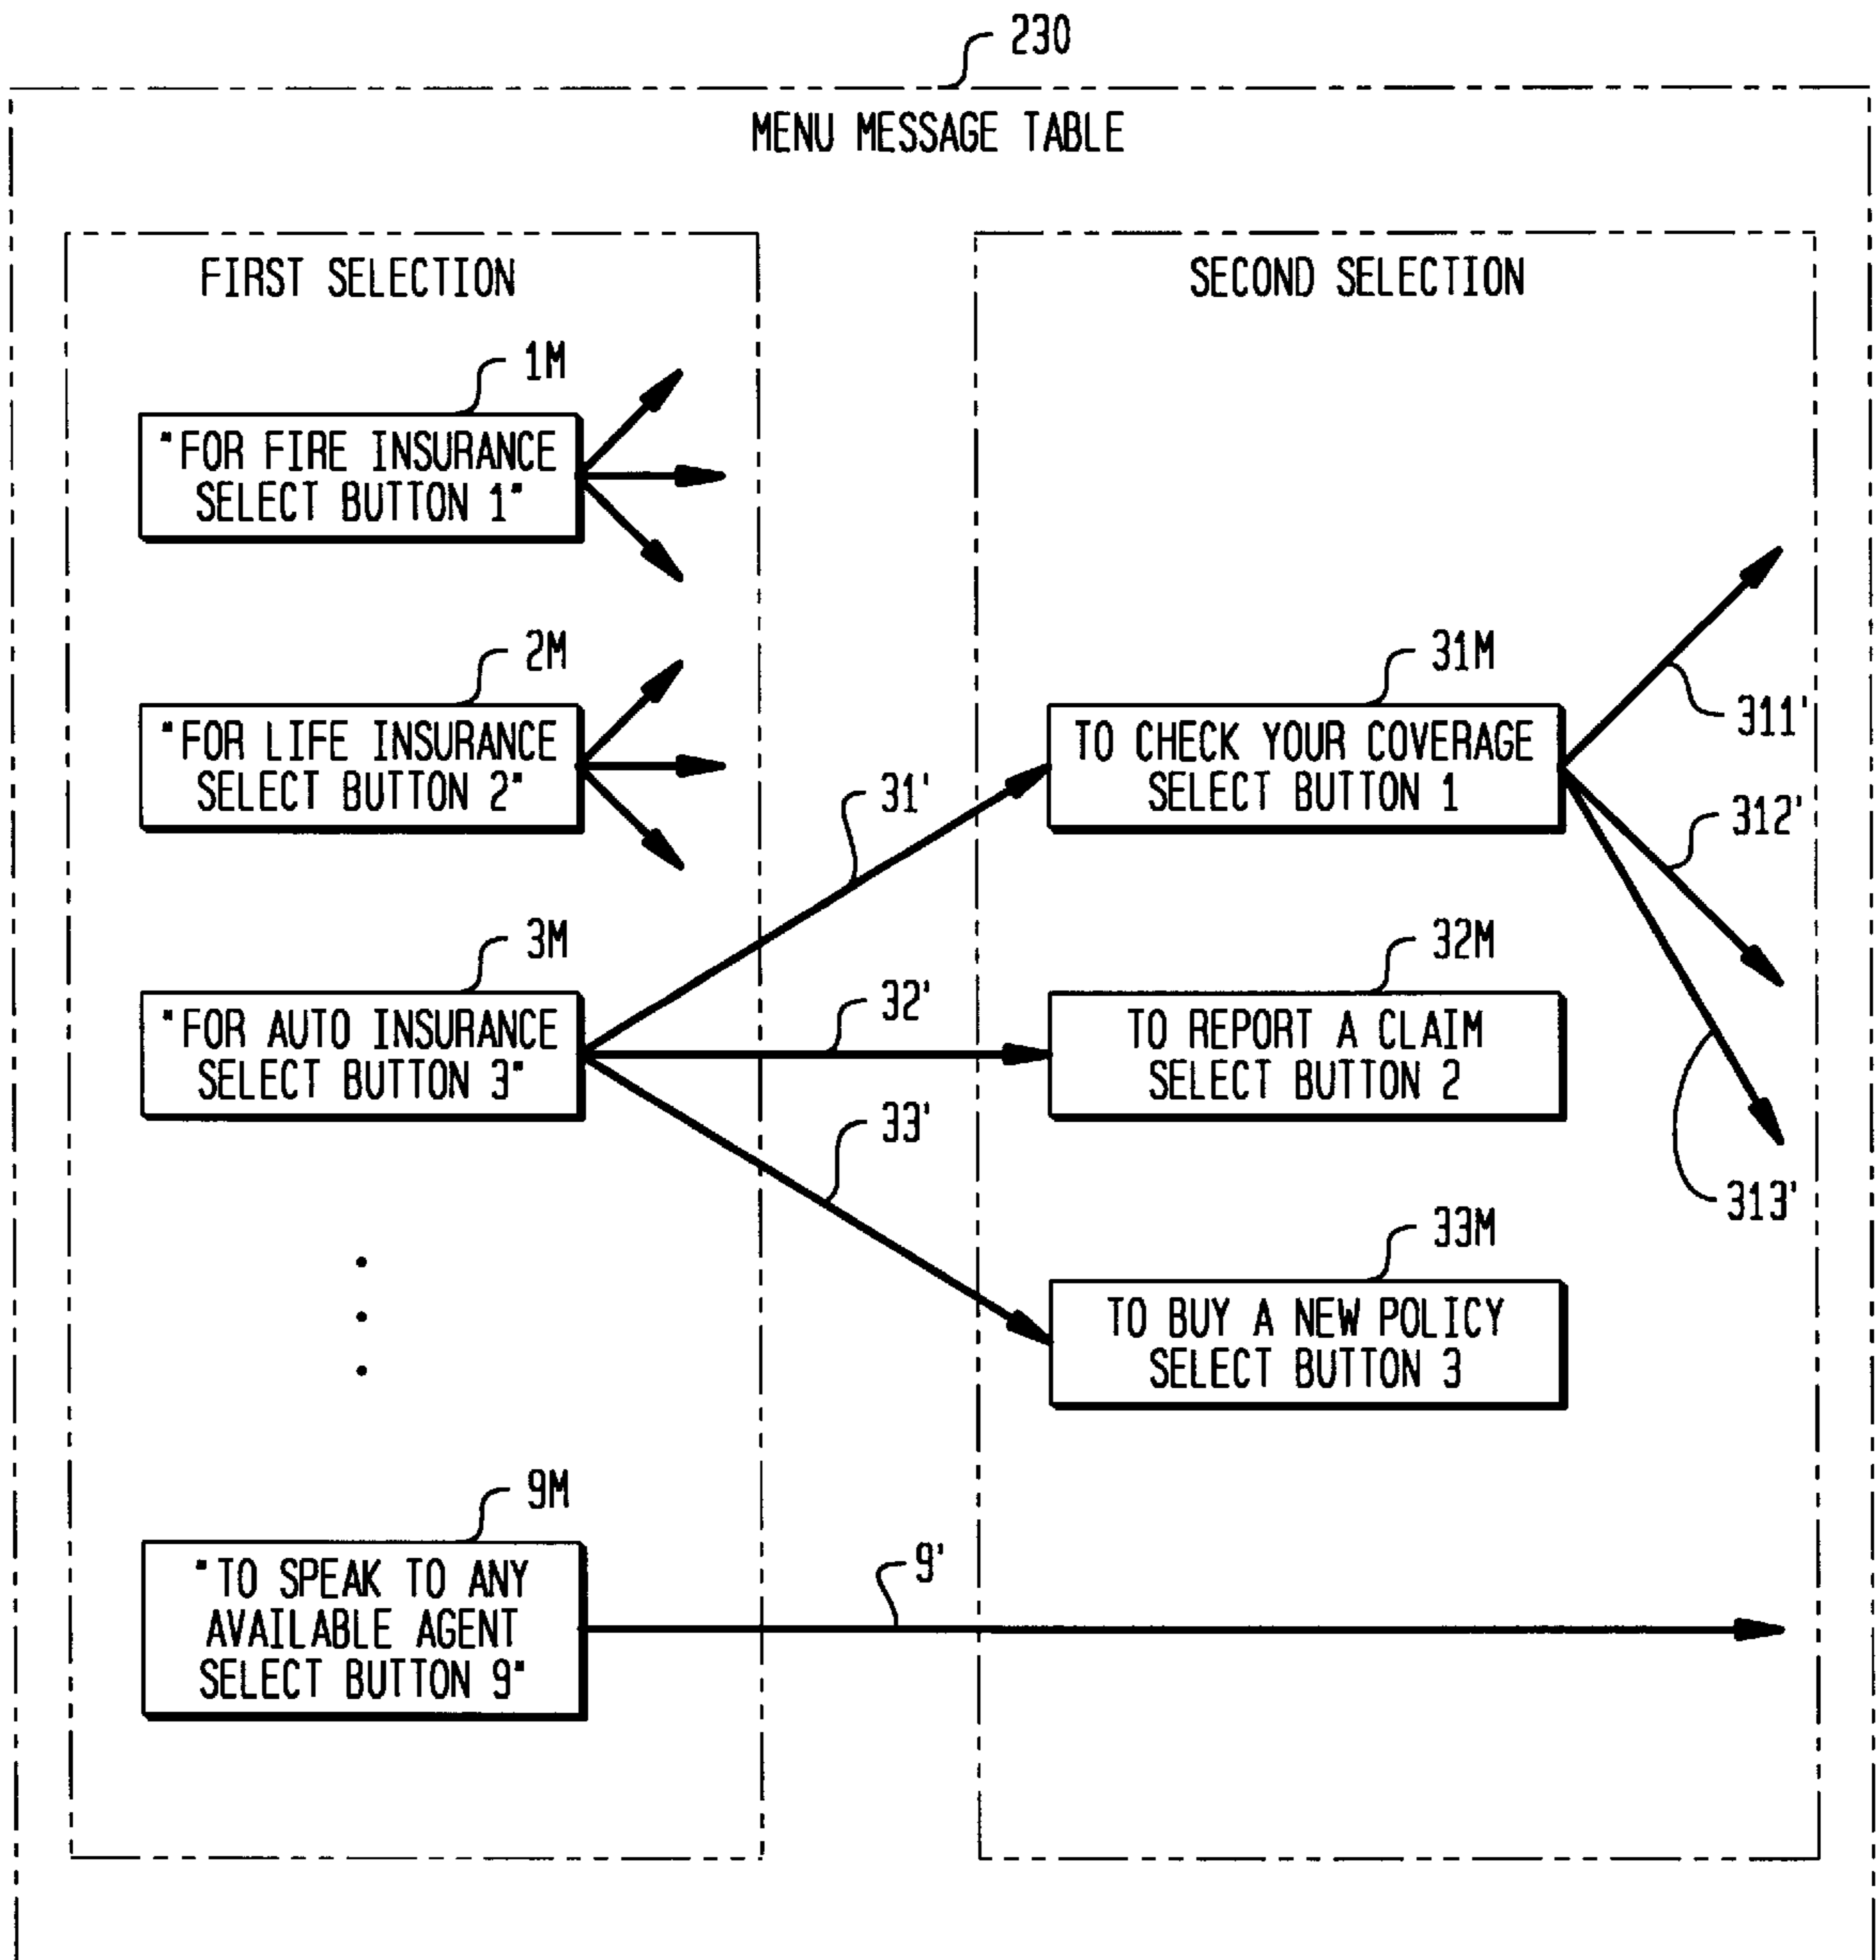 230
MENU MESSAGE TABLE
FIRST SELECTION
1M
"FOR FIRE INSURANCE
SELECT BUTTON 1"
2M
"FOR LIFE INSURANCE
SELECT BUTTON 2"
3M
"FOR AUTO INSURANCE
SELECT BUTTON 3"
9M
"TO SPEAK TO ANY
AVAILABLE AGENT
SELECT BUTTON 9"
31'
32'
33'
9'
SECOND SELECTION
31M
TO CHECK YOUR COVERAGE
SELECT BUTTON 1
32M
TO REPORT A CLAIM
SELECT BUTTON 2
33M
TO BUY A NEW POLICY
SELECT BUTTON 3
311'
312'
313'